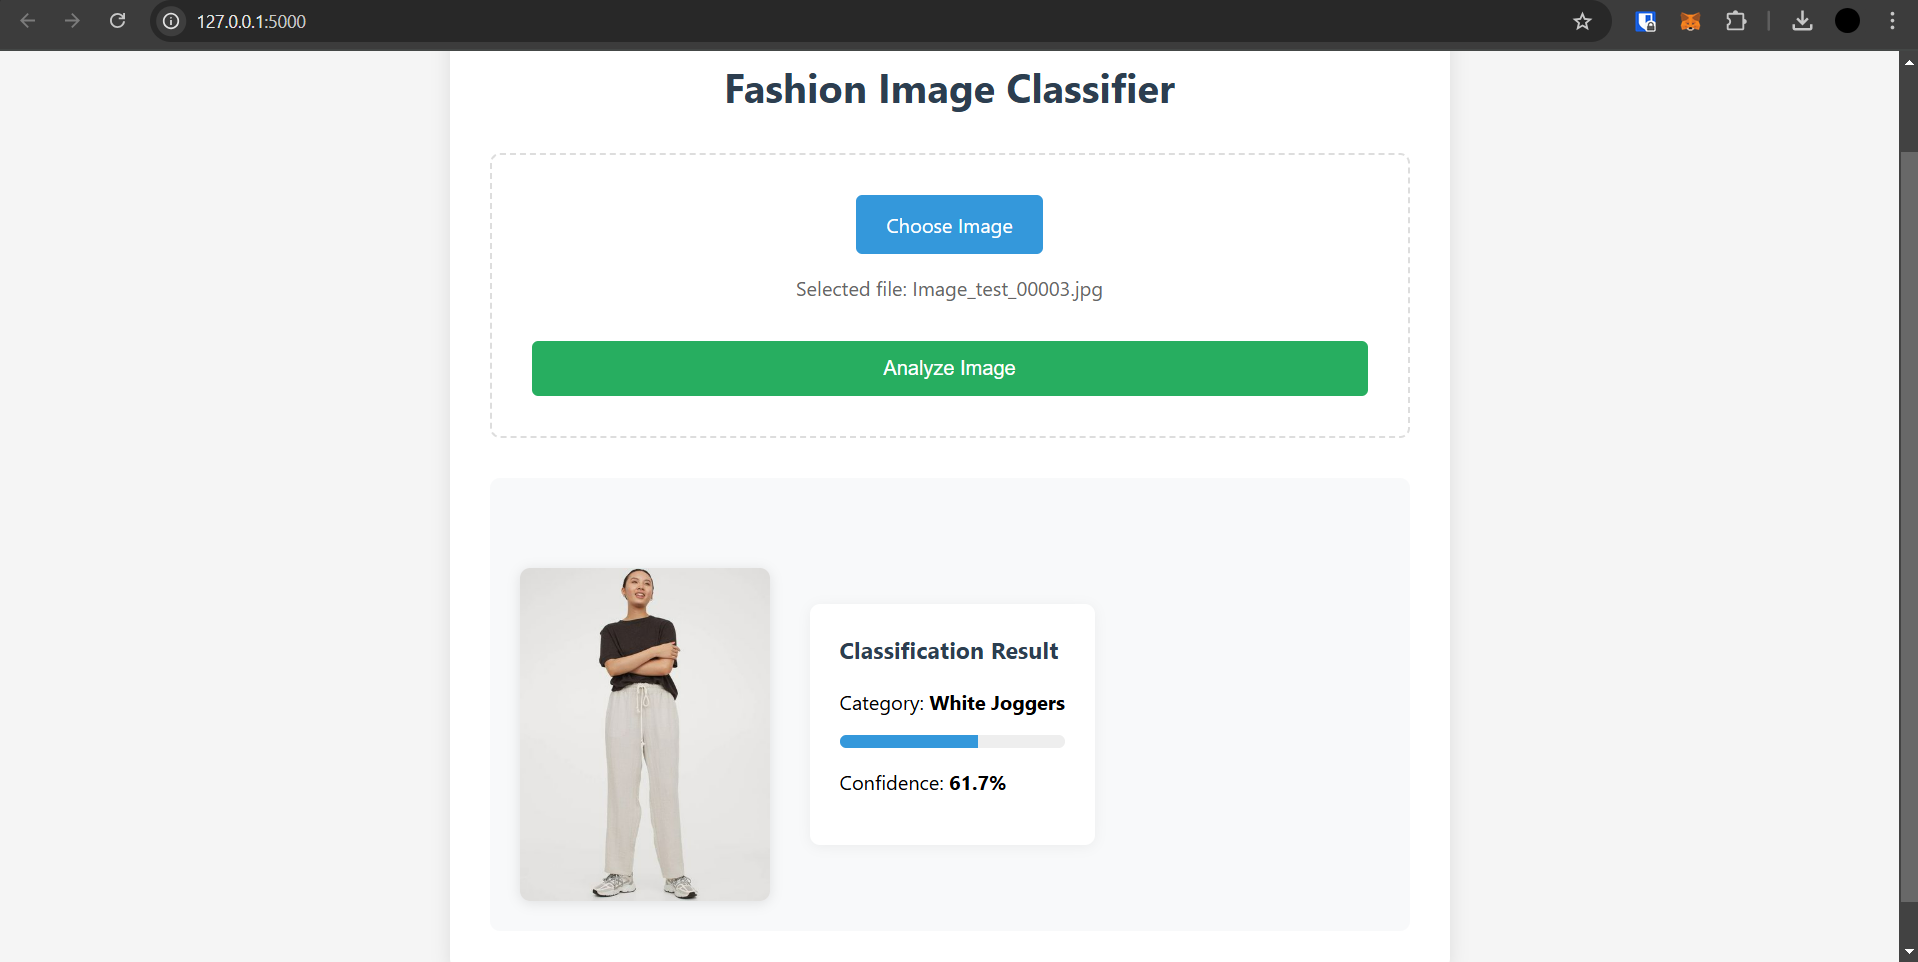 127.0.0.1:5000
Fashion Image Classifier
Choose Image
Selected file: Image_test_00003.jpg
Analyze Image
Classification Result
Category: White Joggers
Confidence: 61.7%